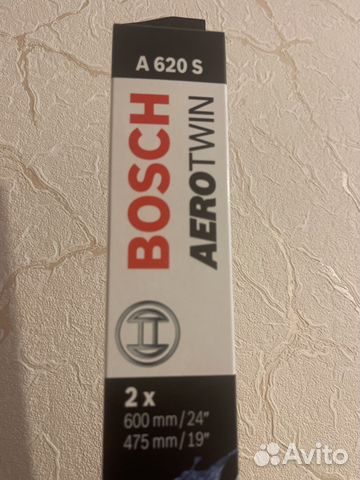 A 620 S
BOSCH
AEROTWIN
2 x
600 mm/24"
475 mm/19"
Avito